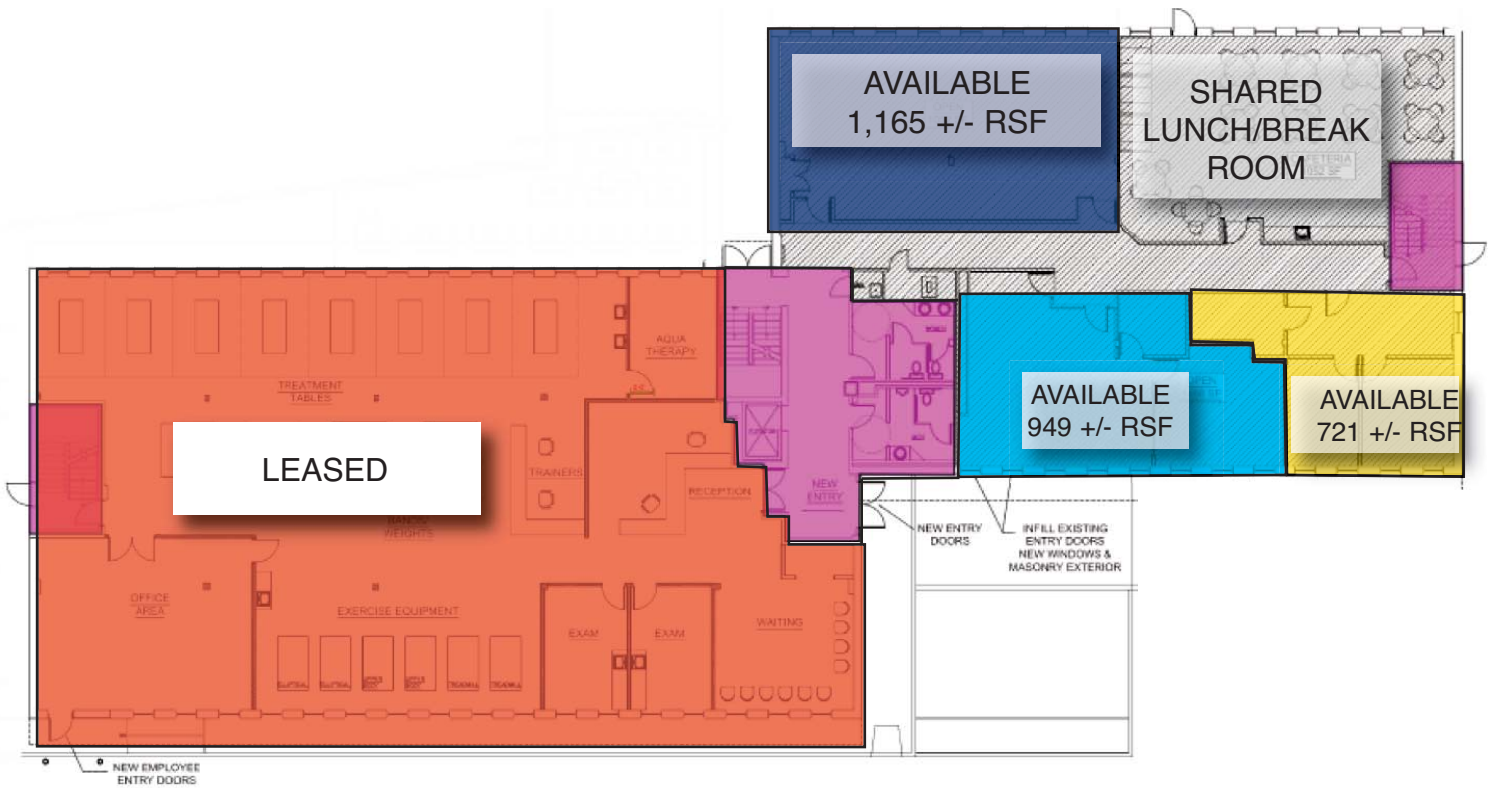 AVAILABLE
1,165 +/- RSF
SHARED
LUNCH/BREAK
ROOM
AQUA
THERAPY
TREATMENT
TABLES
AVAILABLE
949 +/- RSF
AVAILABLE
721 +/- RSF
LEASED
TRAINERS
RECEPTION
NEW
ENTRY
WEIGHTS
NEW ENTRY
DOORS
INFILL EXISTING
ENTRY DOORS
NEW WINDOWS &
MASONRY EXTERIOR
OFFICE
AREA
EXERCISE EQUIPMENT
EXAM
EXAM
WAITING
NEW EMPLOYEE
ENTRY DOORS